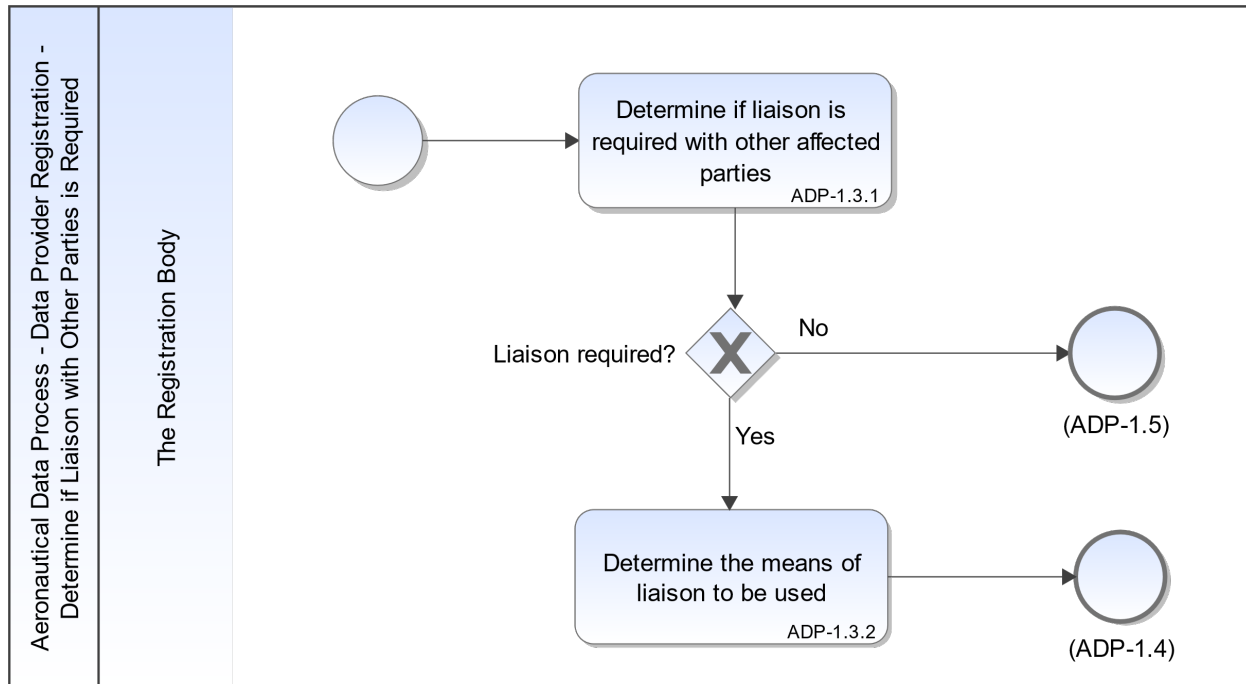 Aeronautical Data Process - Data Provider Registration -
Determine if Liaison with Other Parties is Required
The Registration Body
Determine if liaison is
required with other affected
parties
ADP-1.3.1
Liaison required?
X
No
(ADP-1.5)
Yes
Determine the means of
liaison to be used
ADP-1.3.2
(ADP-1.4)